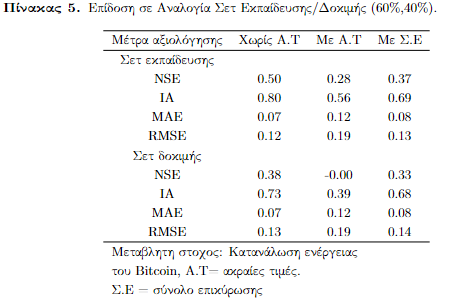 Πίνακας 5. Επίδοση σε Αναλογία Σετ Εκπαίδευσης/Δοκιμής (60%,40%).
Μέτρα αξιολόγησης Χωρίς Α.Τ Με Α.Τ Με Σ.Ε
Σετ εκπαίδευσης
NSE 0.50 0.28 0.37
IA 0.80 0.56 0.69
MAE 0.07 0.12 0.08
RMSE 0.12 0.19 0.13
Σετ δοκιμής
NSE 0.38 -0.00 0.33
IA 0.73 0.39 0.68
MAE 0.07 0.12 0.08
RMSE 0.13 0.19 0.14
Μεταβλητη στοχος: Κατανάλωση ενέργειας
του Bitcoin, Α.Τ= ακραίες τιμές.
Σ.Ε = σύνολο επικύρωσης